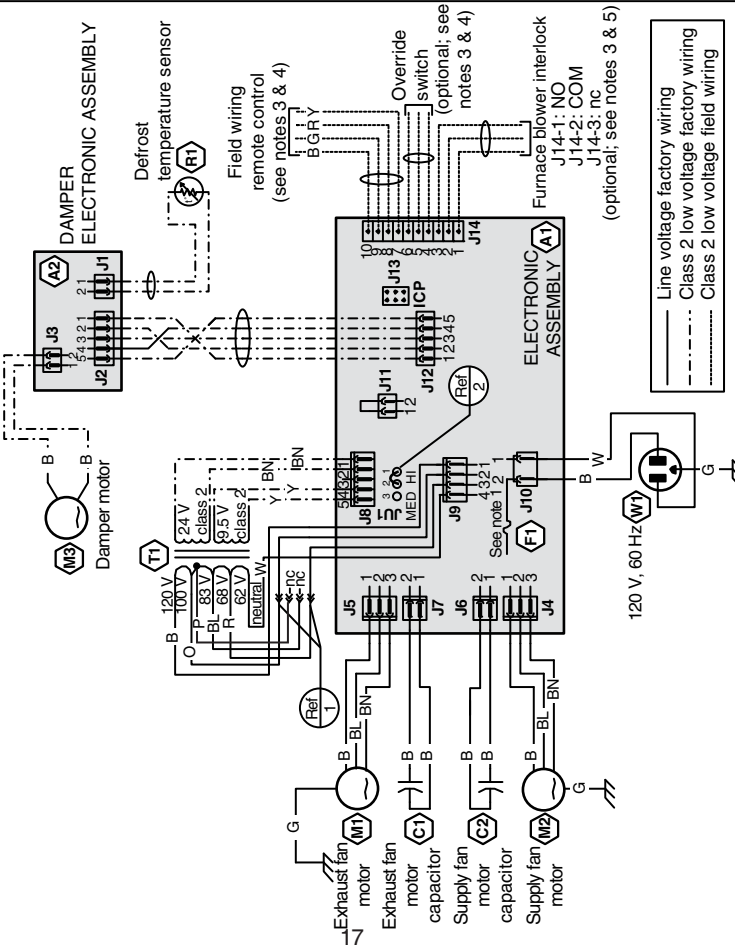 DAMPER
ELECTRONIC ASSEMBLY
A2
J3
2
1
J1
2 1
J2
5 4 3 2 1
Defrost
temperature sensor
R1
B
B
M3
Damper motor
Field wiring
remote control
(see notes 3 & 4)
B G R Y
Override
switch
(optional; see
notes 3 & 4)
Furnace blower interlock
J14-1: NO
J14-2: COM
J14-3: nc
(optional; see notes 3 & 5)
T1
24 V
class 2
9.5 V
class 2
BN
BN
Y
Y
120 V
100 V
83 V
68 V
62 V
neutral
B
O
P
BL
R
W
nc
nc
Ref
1
A1
ELECTRONIC
ASSEMBLY
10 9 8 7 6 5 4 3 2 1
J14
J13
ICP
J12
1 2 3 4 5
J11
1 2
Ref
2
J8
5 4 3 2 1
JU1
3 2 1
MED HI
J9
4 3 2 1
J10
2 1
See note 1
F1
J5
1
2
3
J7
2
1
J6
2
1
J4
1
2
3
B
W
G
120 V, 60 Hz
W1
G
B
BL
BN
M1
Exhaust fan
motor
B
B
C1
Exhaust fan
motor
capacitor
B
B
C2
Supply fan
motor
capacitor
B
BL
BN
G
M2
Supply fan
motor
Line voltage factory wiring
Class 2 low voltage factory wiring
Class 2 low voltage field wiring
17